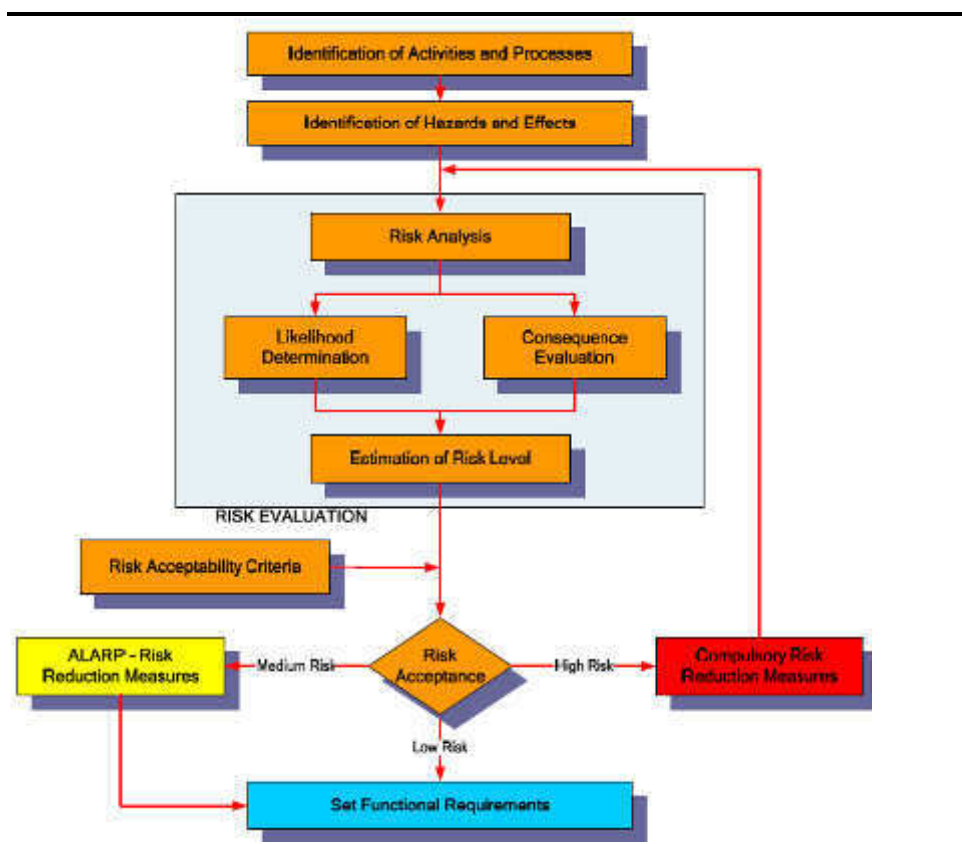 Identification of Activities and Processes
Identification of Hazards and Effects
Risk Analysis
Likelihood
Determination
Consequence
Evaluation
Estimation of Risk Level
RISK EVALUATION
Risk Acceptability Criteria
ALARP - Risk
Reduction Measures
Medium Risk
Risk
Acceptance
High Risk
Compulsory Risk
Reduction Measures
Low Risk
Set Functional Requirements